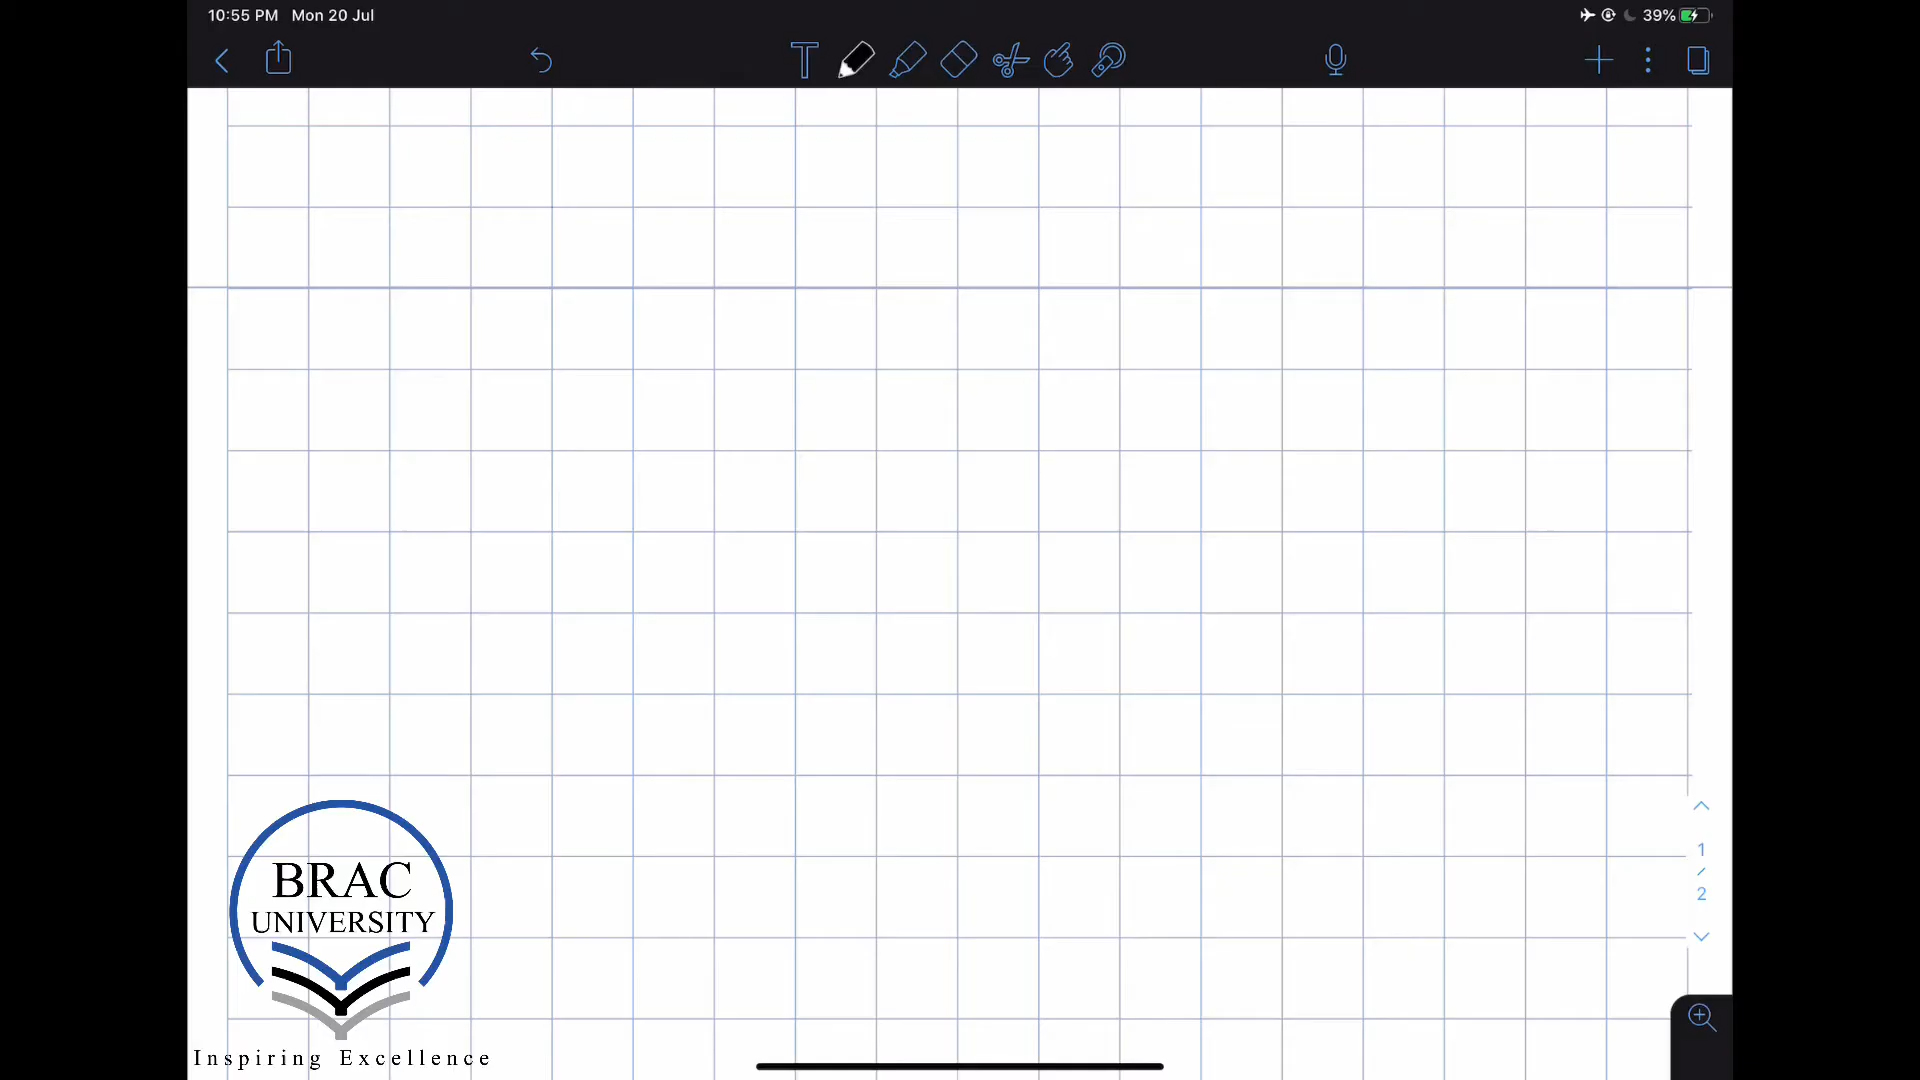 10:55 PM Mon 20 Jul
39%
1
/
2
BRAC
UNIVERSITY
Inspiring Excellence